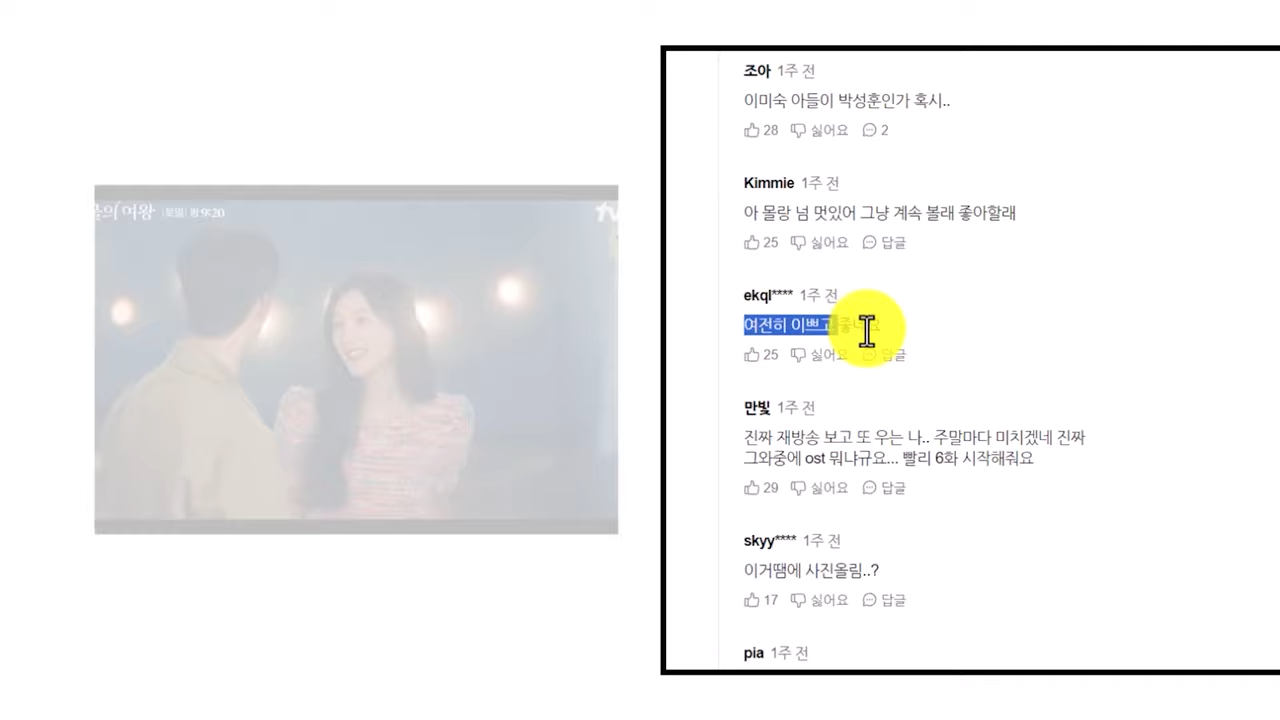 의 여왕 [토일] 밤 9:20
tv
조아 1주 전
이미숙 아들이 박성훈인가 혹시..
28 싫어요 2
Kimmie 1주 전
아 몰랑 넘 멋있어 그냥 계속 볼래 좋아할래
25 싫어요 답글
ekql**** 1주 전
여전히 이쁘고 좋네요
25 싫어요 답글
만빛 1주 전
진짜 재방송 보고 또 우는 나.. 주말마다 미치겠네 진짜
그와중에 ost 뭐냐규요... 빨리 6화 시작해줘요
29 싫어요 답글
skyy**** 1주 전
이거땜에 사진올림..?
17 싫어요 답글
pia 1주 전